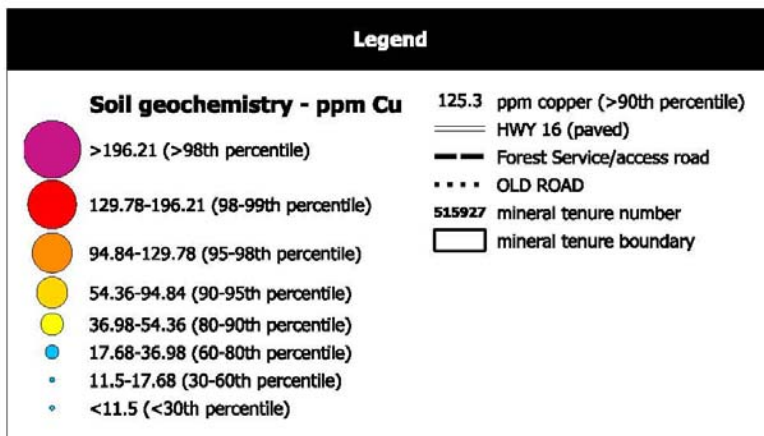 Legend
Soil geochemistry - ppm Cu
>196.21 (>98th percentile)
129.78-196.21 (98-99th percentile)
94.84-129.78 (95-98th percentile)
54.36-94.84 (90-95th percentile)
36.98-54.36 (80-90th percentile)
17.68-36.98 (60-80th percentile)
11.5-17.68 (30-60th percentile)
<11.5 (<30th percentile)
125.3 ppm copper (>90th percentile)
HWY 16 (paved)
Forest Service/access road
OLD ROAD
515927 mineral tenure number
mineral tenure boundary